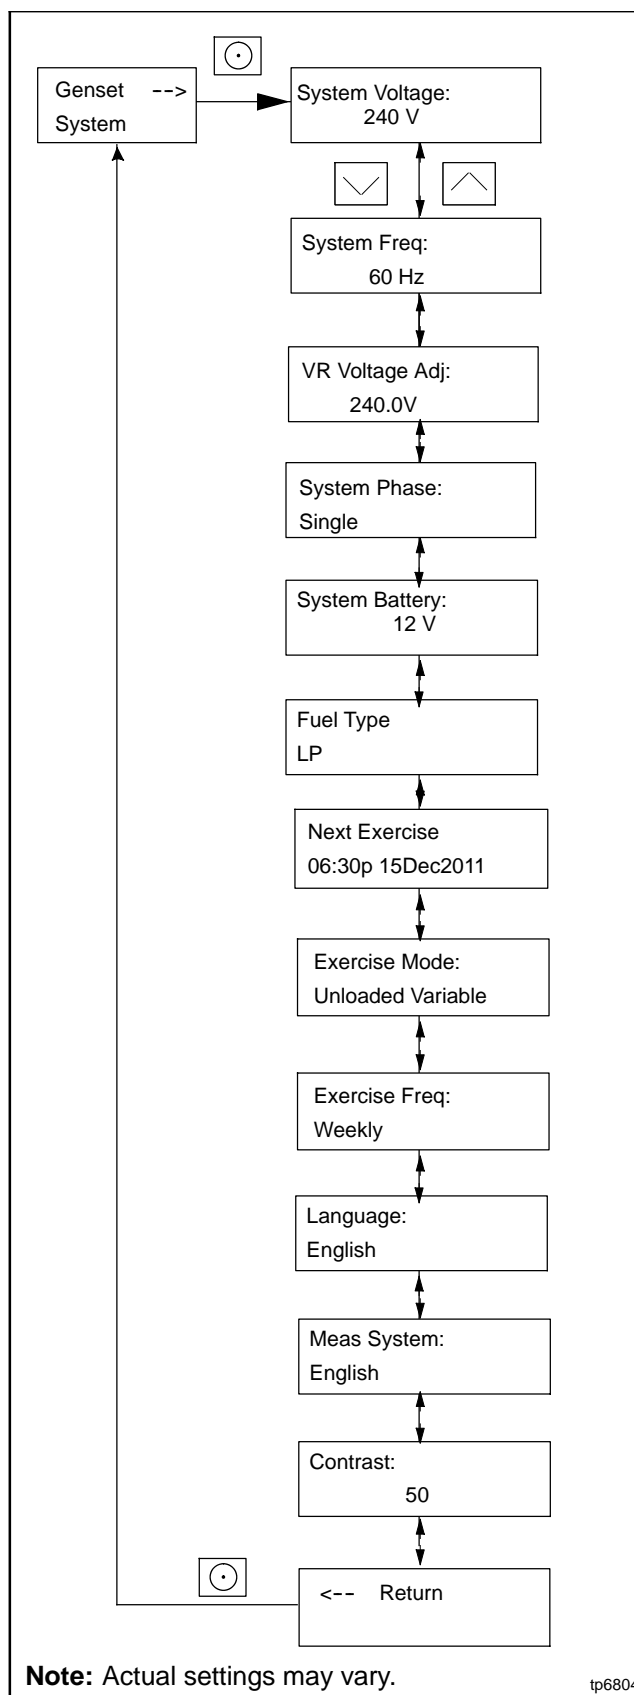 Genset -->
System
System Voltage:
240 V
System Freq:
60 Hz
VR Voltage Adj:
240.0V
System Phase:
Single
System Battery:
12 V
Fuel Type
LP
Next Exercise
06:30p 15Dec2011
Exercise Mode:
Unloaded Variable
Exercise Freq:
Weekly
Language:
English
Meas System:
English
Contrast:
50
<-- Return
Note: Actual settings may vary.
tp6804